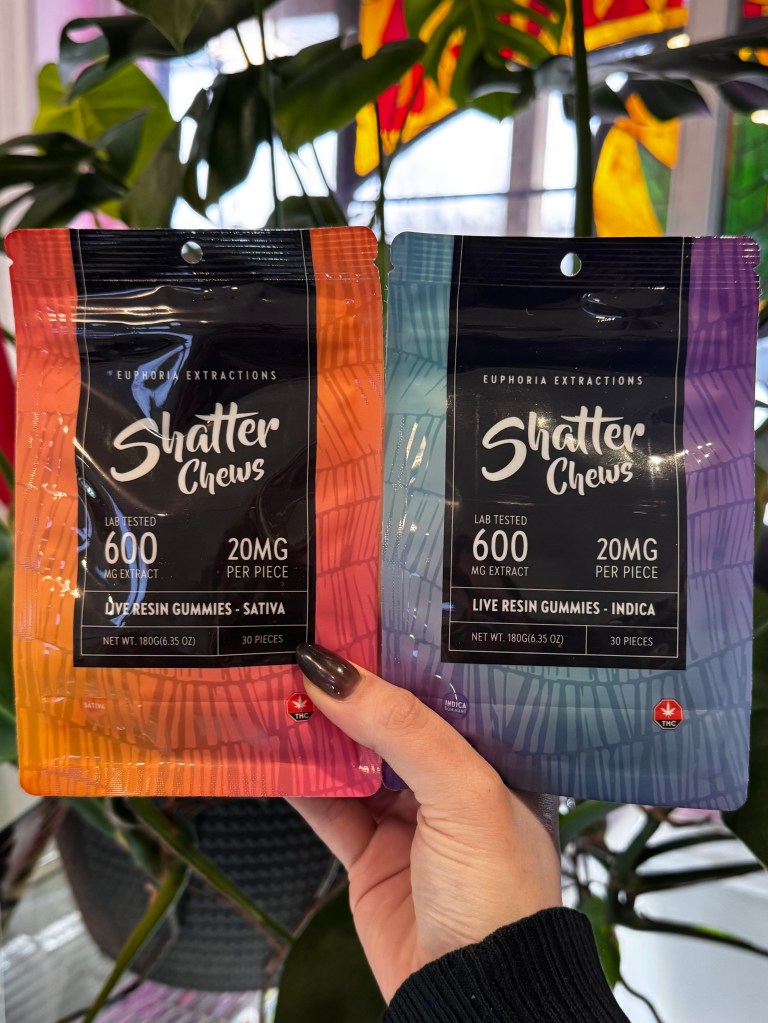 EUPHORIA EXTRACTIONS
Shatter
Chews
LAB TESTED
600
MG EXTRACT
20MG
PER PIECE
LIVE RESIN GUMMIES - SATIVA
NET WT. 180G(6.35 OZ)
30 PIECES
SATIVA
THC
EUPHORIA EXTRACTIONS
Shatter
Chews
LAB TESTED
600
MG EXTRACT
20MG
PER PIECE
LIVE RESIN GUMMIES - INDICA
NET WT. 180G(6.35 OZ)
30 PIECES
INDICA
THC